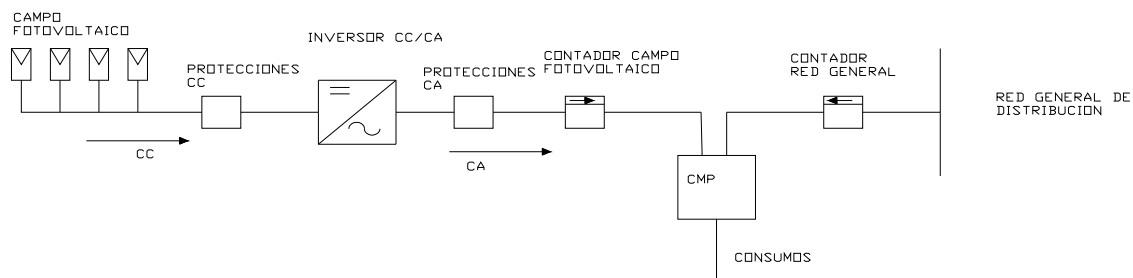 CAMPO
FOTOVOLTAICO
INVERSOR CC/CA
PROTECCIONES
CC
PROTECCIONES
CA
CONTADOR CAMPO
FOTOVOLTAICO
CONTADOR
RED GENERAL
RED GENERAL DE
DISTRIBUCION
CC
CA
CMP
CONSUMOS